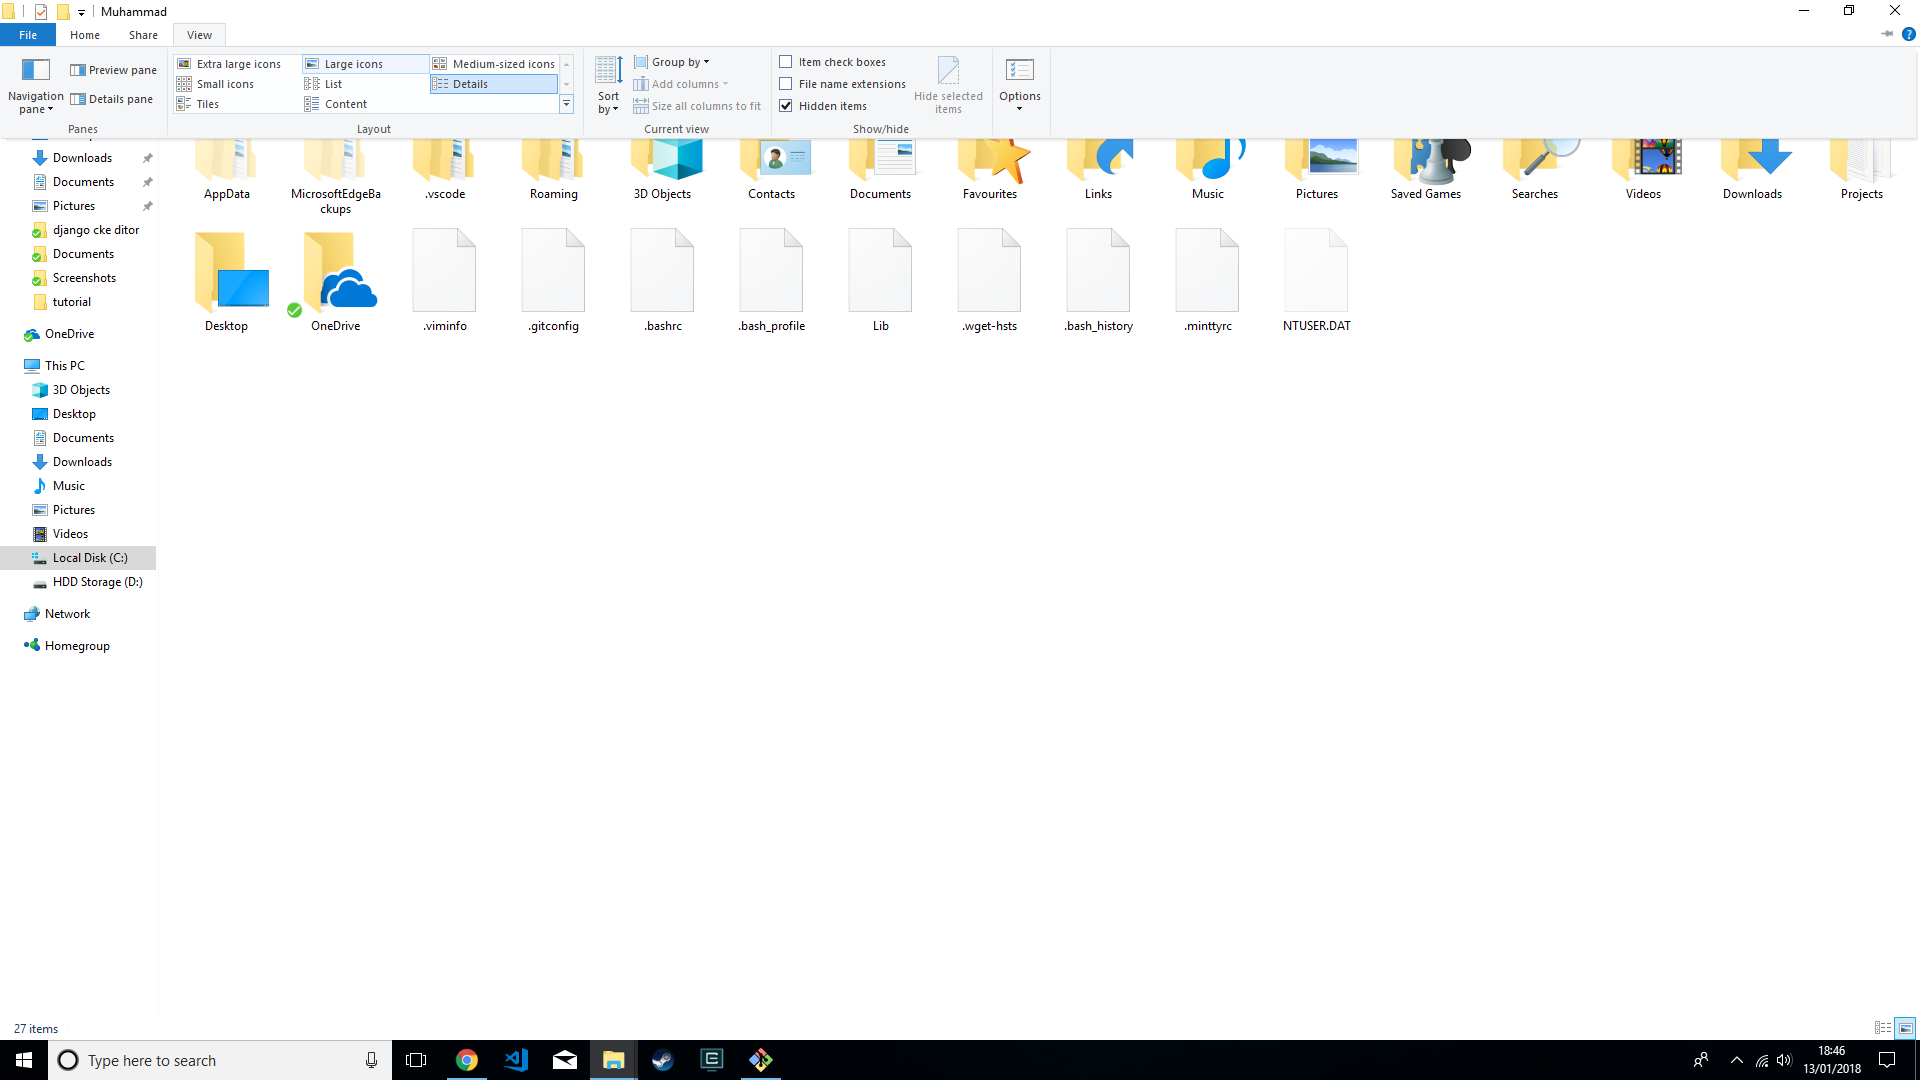 Muhammad
File Home Share View
Extra large icons Large icons Medium-sized icons
Small icons List Details
Tiles Content
Navigation pane
Preview pane
Details pane
Sort by
Group by
Add columns
Size all columns to fit
Item check boxes
File name extensions
Hidden items
Hide selected items
Options
Panes Layout Current view Show/hide
Downloads
Documents
Pictures
django cke ditor
Documents
Screenshots
tutorial
OneDrive
This PC
3D Objects
Desktop
Documents
Downloads
Music
Pictures
Videos
Local Disk (C:)
HDD Storage (D:)
Network
Homegroup
AppData MicrosoftEdgeBa .vscode Roaming 3D Objects Contacts Documents Favourites Links Music Pictures Saved Games Searches Videos Downloads Projects
ckups
Desktop OneDrive .viminfo .gitconfig .bashrc .bash_profile Lib .wget-hsts .bash_history .minttyrc NTUSER.DAT
27 items
Type here to search
18:46
13/01/2018